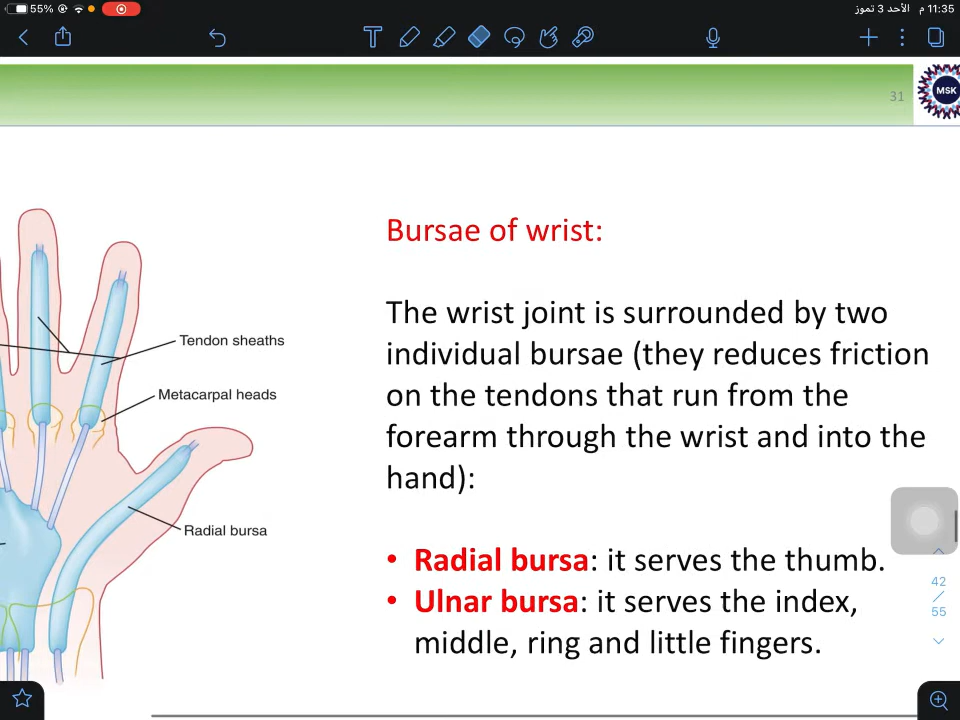 55%
الأحد 3 تموز 11:35 م
T
31
MSK
Bursae of wrist:
The wrist joint is surrounded by two
individual bursae (they reduces friction
on the tendons that run from the
forearm through the wrist and into the
hand):
• Radial bursa: it serves the thumb.
• Ulnar bursa: it serves the index,
middle, ring and little fingers.
Tendon sheaths
Metacarpal heads
Radial bursa
42
/
55